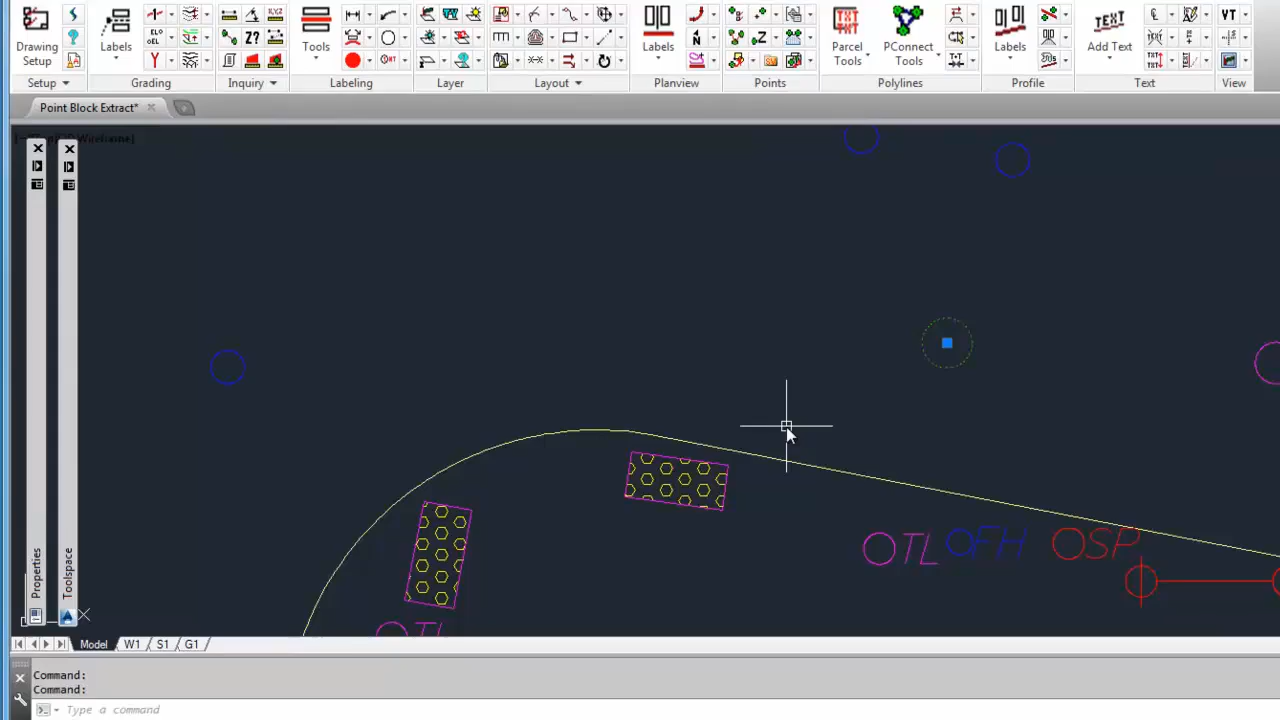 Drawing Setup
Labels
Tools
Labels
Parcel Tools
PConnect Tools
Labels
Add Text
Setup
Grading
Inquiry
Labeling
Layer
Layout
Planview
Points
Polylines
Profile
Text
View
Point Block Extract*
Properties
Toolspace
OTL
OFH
OSP
Model
W1
S1
G1
Command:
Command:
Type a command